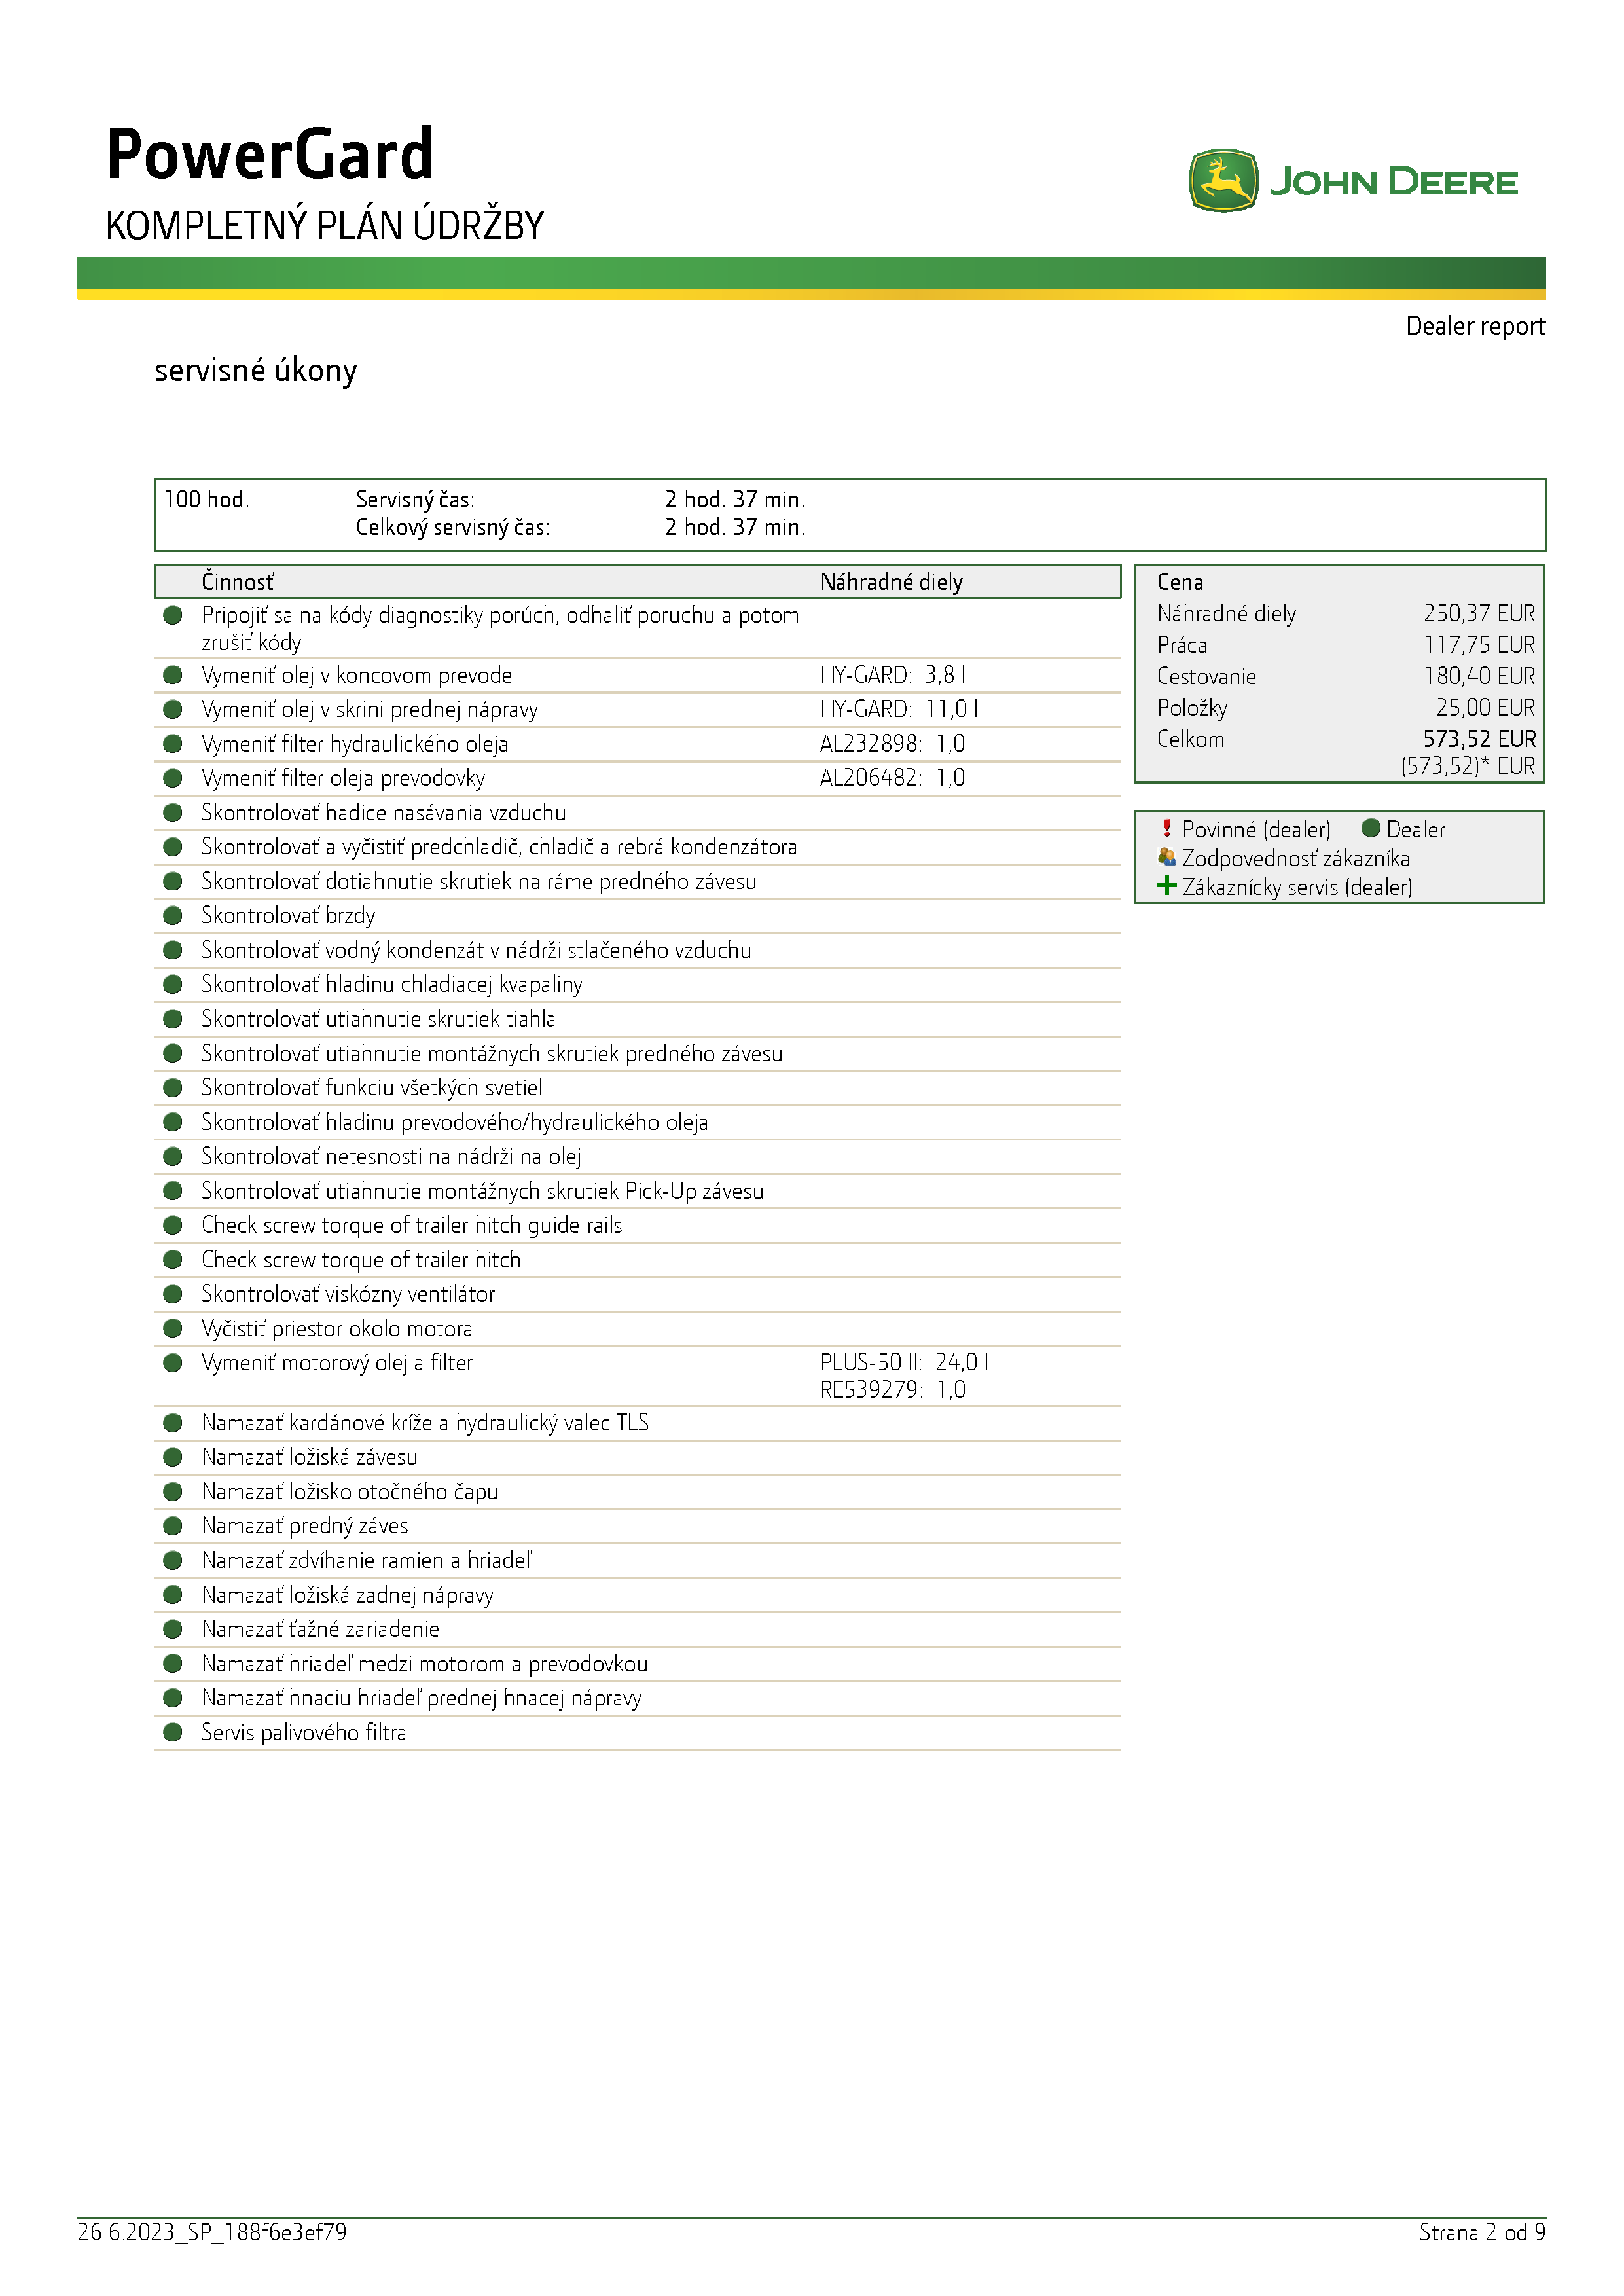 PowerGard
KOMPLETNÝ PLÁN ÚDRŽBY
JOHN DEERE
Dealer report
servisné úkony
100 hod. Servisný čas: 2 hod. 37 min.
Celkový servisný čas: 2 hod. 37 min.
Činnosť Náhradné diely
Pripojiť sa na kódy diagnostiky porúch, odhaliť poruchu a potom
zrušiť kódy
Vymeniť olej v koncovom prevode HY-GARD: 3,8 l
Vymeniť olej v skrini prednej nápravy HY-GARD: 11,0 l
Vymeniť filter hydraulického oleja AL232898: 1,0
Vymeniť filter oleja prevodovky AL206482: 1,0
Skontrolovať hadice nasávania vzduchu
Skontrolovať a vyčistiť predchladič, chladič a rebrá kondenzátora
Skontrolovať dotiahnutie skrutiek na ráme predného závesu
Skontrolovať brzdy
Skontrolovať vodný kondenzát v nádrži stlačeného vzduchu
Skontrolovať hladinu chladiacej kvapaliny
Skontrolovať utiahnutie skrutiek tiahla
Skontrolovať utiahnutie montážnych skrutiek predného závesu
Skontrolovať funkciu všetkých svetiel
Skontrolovať hladinu prevodového/hydraulického oleja
Skontrolovať netesnosti na nádrži na olej
Skontrolovať utiahnutie montážnych skrutiek Pick-Up závesu
Check screw torque of trailer hitch guide rails
Check screw torque of trailer hitch
Skontrolovať viskózny ventilátor
Vyčistiť priestor okolo motora
Vymeniť motorový olej a filter PLUS-50 II: 24,0 l
RE539279: 1,0
Namazať kardánové kríže a hydraulický valec TLS
Namazať ložiská závesu
Namazať ložisko otočného čapu
Namazať predný záves
Namazať zdvíhanie ramien a hriadeľ
Namazať ložiská zadnej nápravy
Namazať ťažné zariadenie
Namazať hriadeľ medzi motorom a prevodovkou
Namazať hnaciu hriadeľ prednej hnacej nápravy
Servis palivového filtra
Cena
Náhradné diely 250,37 EUR
Práca 117,75 EUR
Cestovanie 180,40 EUR
Položky 25,00 EUR
Celkom 573,52 EUR
(573,52)* EUR
Povinné (dealer) Dealer
Zodpovednosť zákazníka
Zákaznícky servis (dealer)
26.6.2023_SP_188f6e3ef79 Strana 2 od 9